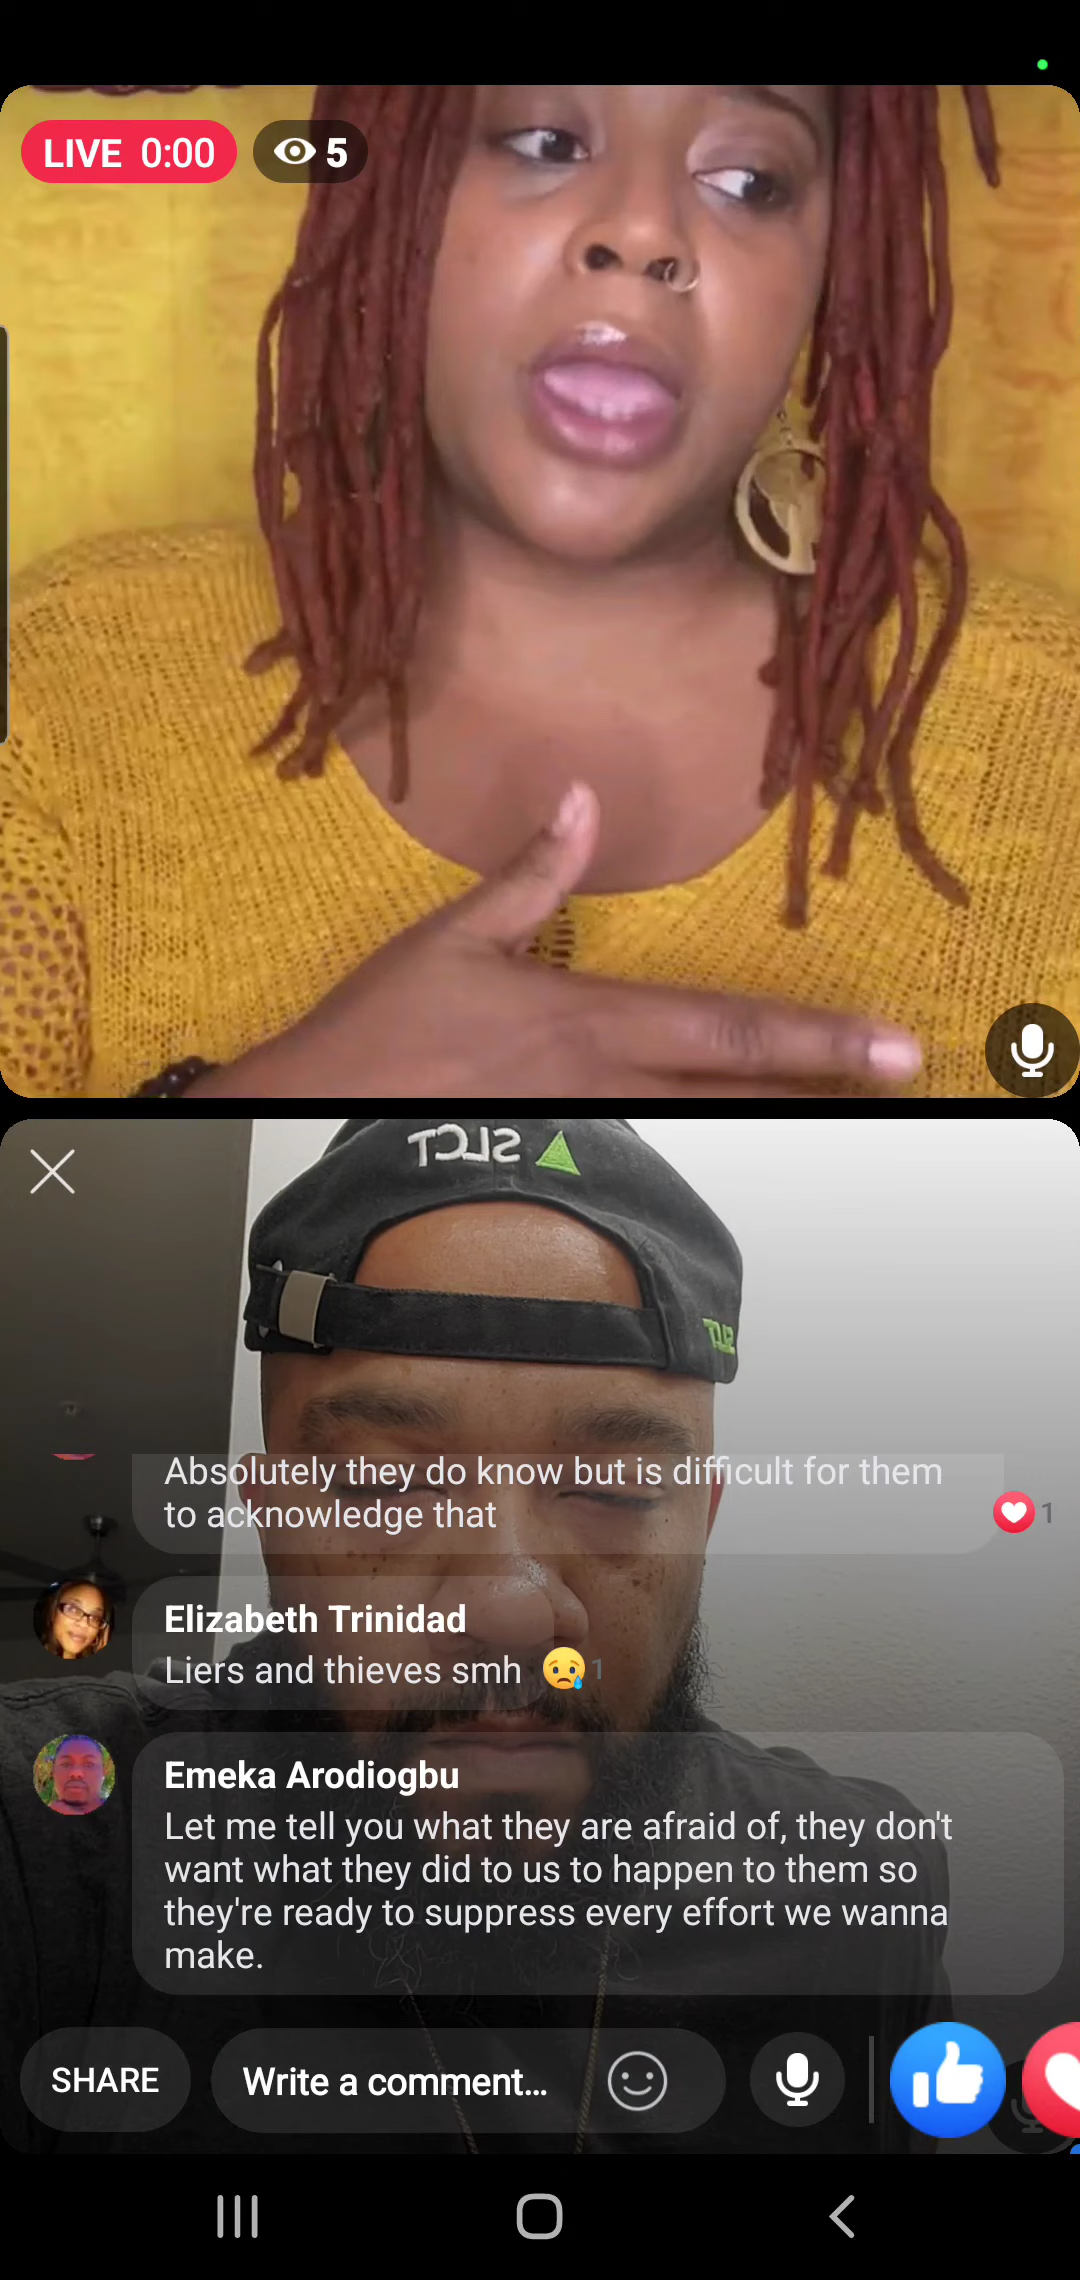 LIVE 0:00 5
SLCT
SLCT
Absolutely they do know but is difficult for them
to acknowledge that
1
Elizabeth Trinidad
Liers and thieves smh 1
Emeka Arodiogbu
Let me tell you what they are afraid of, they don't
want what they did to us to happen to them so
they're ready to suppress every effort we wanna
make.
SHARE
Write a comment...